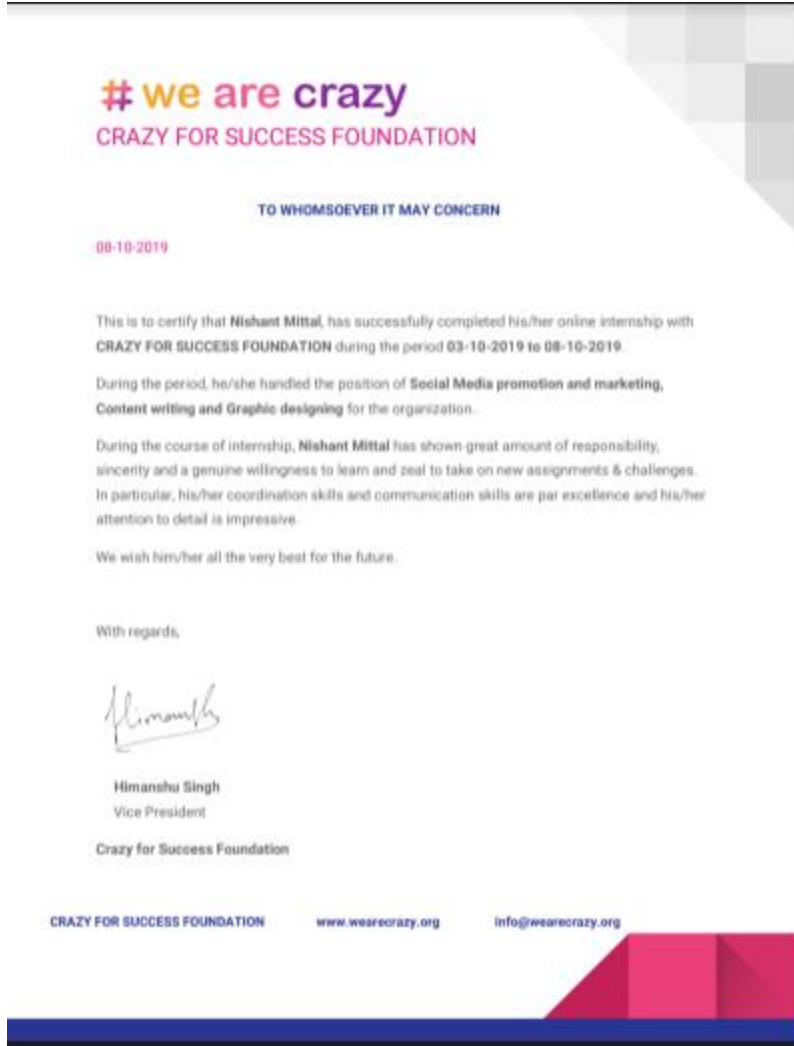 # we are crazy
CRAZY FOR SUCCESS FOUNDATION
TO WHOMSOEVER IT MAY CONCERN
08-10-2019
This is to certify that Nishant Mittal, has successfully completed his/her online internship with
CRAZY FOR SUCCESS FOUNDATION during the period 03-10-2019 to 08-10-2019.
During the period, he/she handled the position of Social Media promotion and marketing,
Content writing and Graphic designing for the organization.
During the course of internship, Nishant Mittal has shown great amount of responsibility,
sincerity and a genuine willingness to learn and zeal to take on new assignments & challenges.
In particular, his/her coordination skills and communication skills are par excellence and his/her
attention to detail is impressive.
We wish him/her all the very best for the future.
With regards,
Himanshu
Himanshu Singh
Vice President
Crazy for Success Foundation
CRAZY FOR SUCCESS FOUNDATION www.wearecrazy.org info@wearecrazy.org